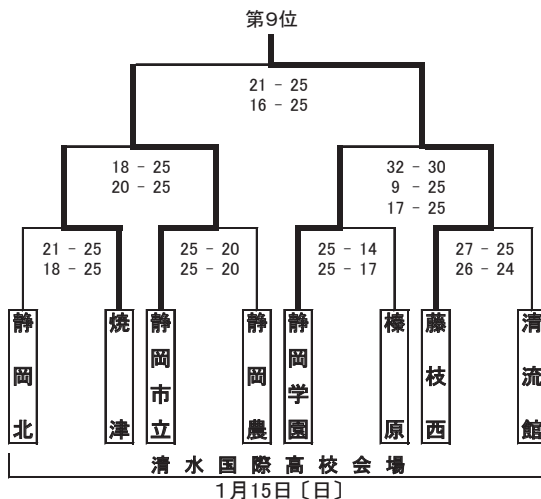 第9位
21 - 25
16 - 25
18 - 25
20 - 25
32 - 30
9 - 25
17 - 25
21 - 25
18 - 25
25 - 20
25 - 20
25 - 14
25 - 17
27 - 25
26 - 24
静岡北
焼津
静岡市立
静岡農
静岡学園
榛原
藤枝西
清流館
清水国際高校会場
1月15日〔日〕